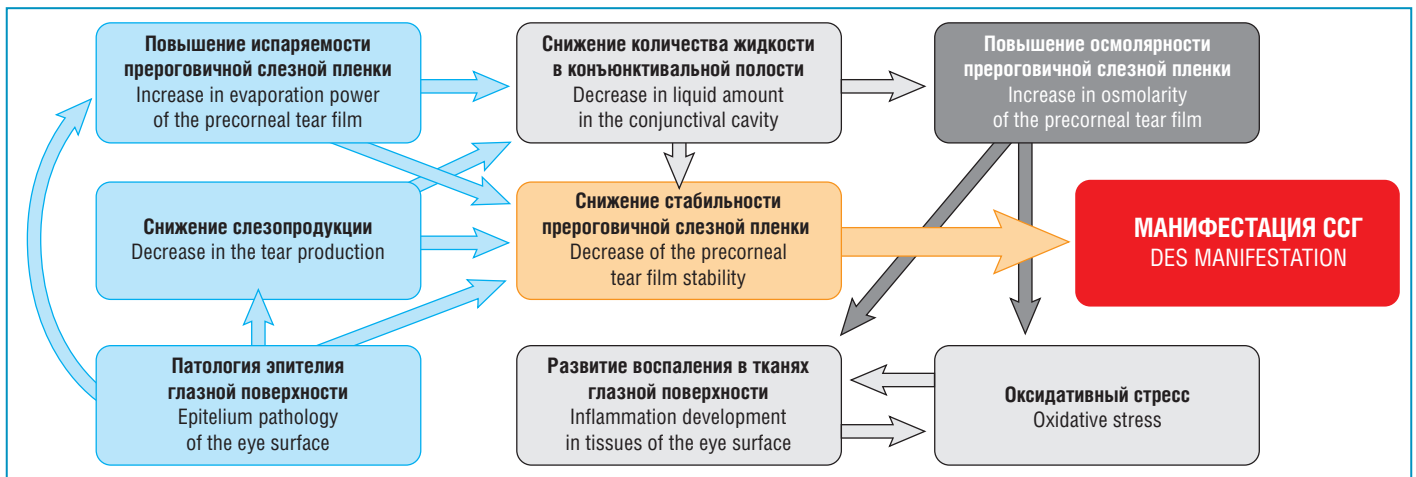 Повышение испаряемости
прероговичной слезной пленки
Increase in evaporation power
of the precorneal tear film
Снижение количества жидкости
в конъюнктивальной полости
Decrease in liquid amount
in the conjunctival cavity
Повышение осмолярности
прероговичной слезной пленки
Increase in osmolarity
of the precorneal tear film
Снижение слезопродукции
Decrease in the tear production
Снижение стабильности
прероговичной слезной пленки
Decrease of the precorneal
tear film stability
МАНИФЕСТАЦИЯ ССГ
DES MANIFESTATION
Патология эпителия
глазной поверхности
Epitelium pathology
of the eye surface
Развитие воспаления в тканях
глазной поверхности
Inflammation development
in tissues of the eye surface
Оксидативный стресс
Oxidative stress